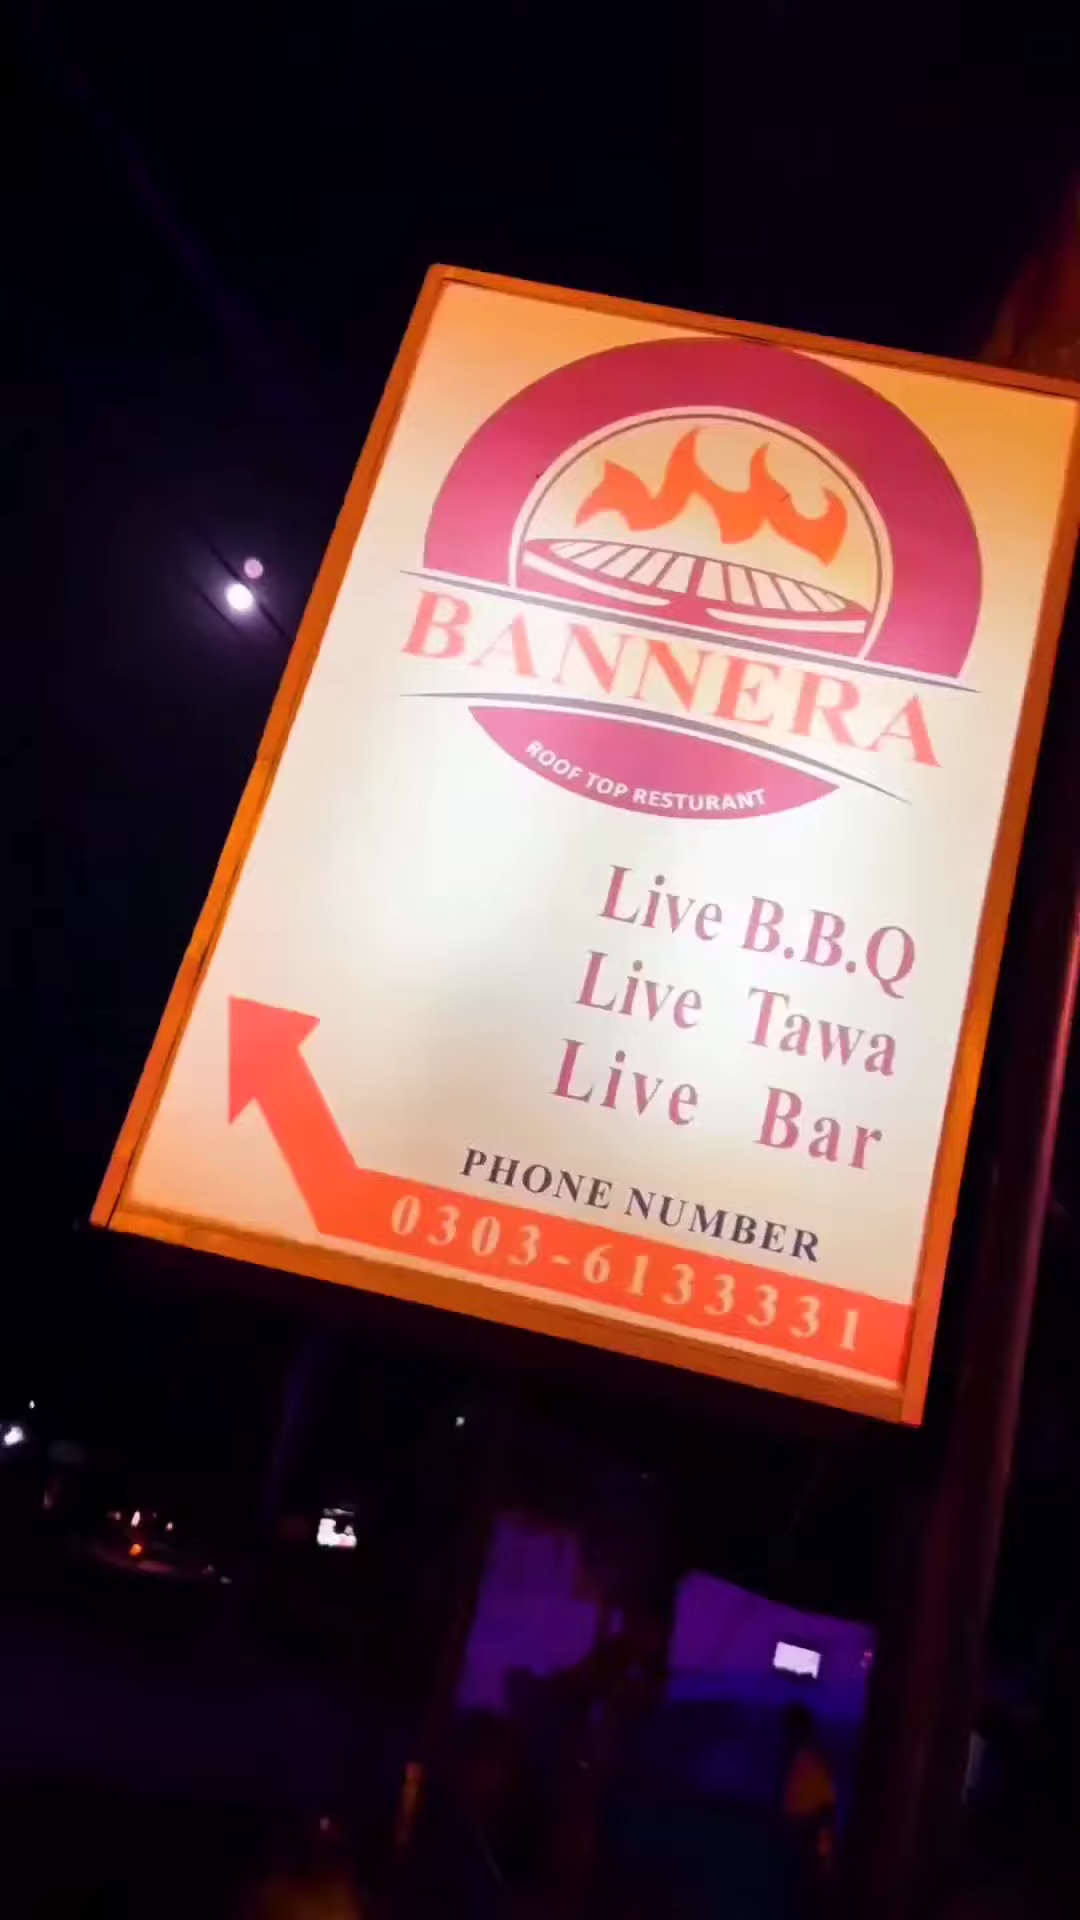 BANNERA
ROOF TOP RESTURANT
Live B.B.Q
Live Tawa
Live Bar
PHONE NUMBER
0303-6133331